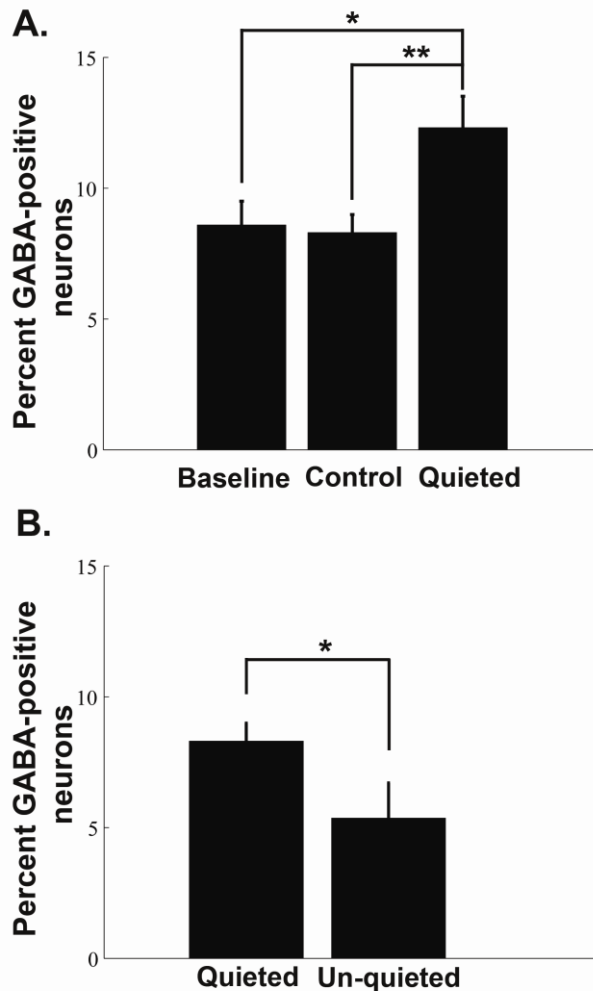 A.
*
**
15
10
5
0
Percent GABA-positive
neurons
Baseline Control Quieted
B.
*
15
10
5
0
Percent GABA-positive
neurons
Quieted Un-quieted